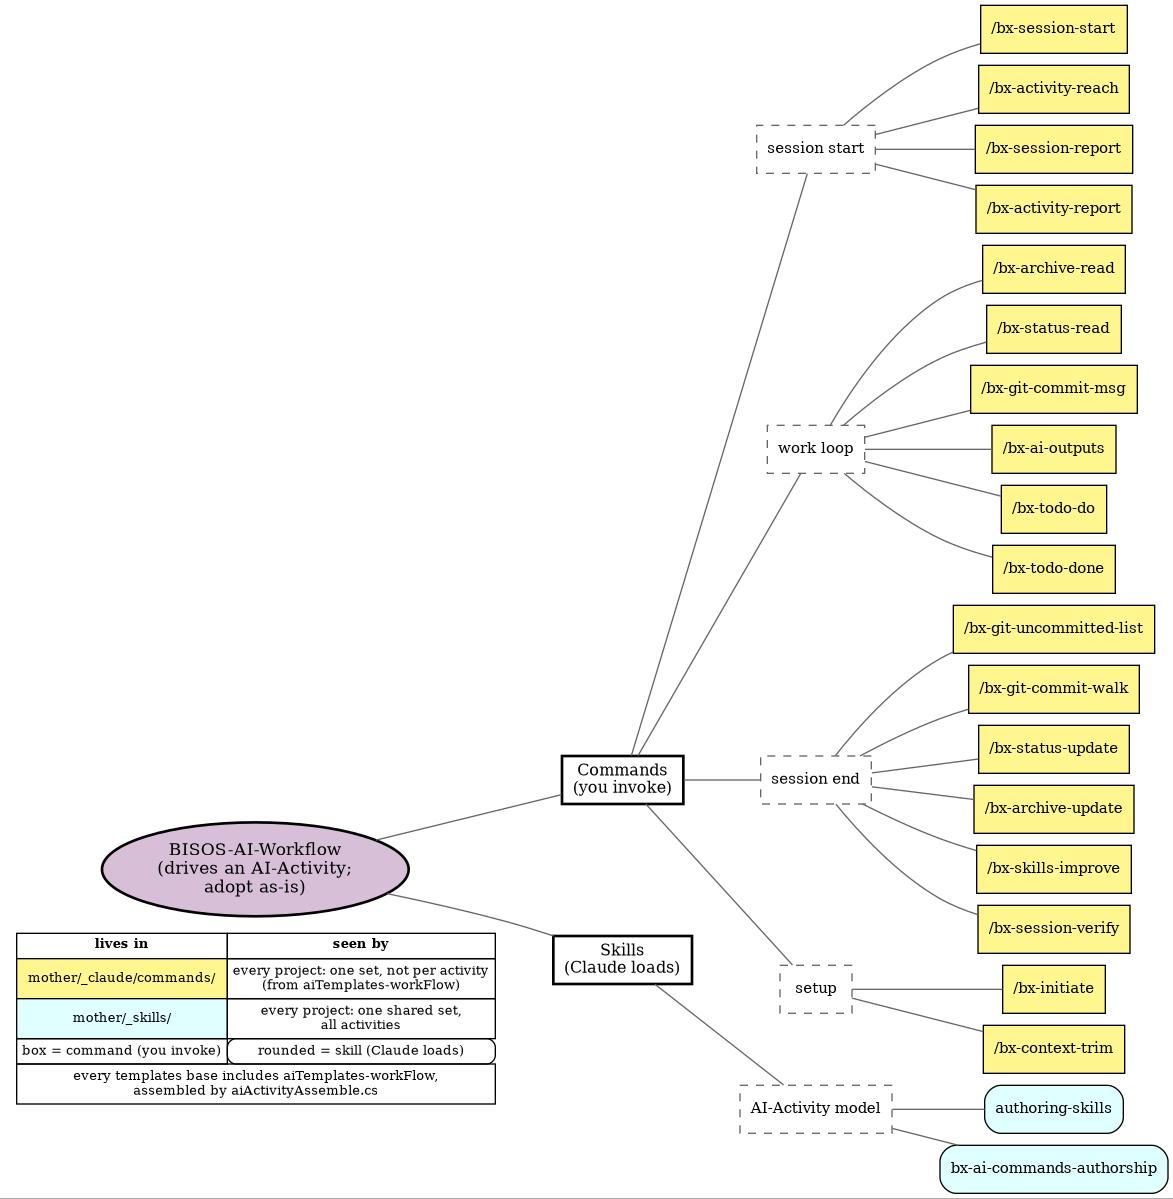 /bx-session-start
/bx-activity-reach
session start
/bx-session-report
/bx-activity-report
/bx-archive-read
/bx-status-read
/bx-git-commit-msg
work loop
/bx-ai-outputs
/bx-todo-do
/bx-todo-done
/bx-git-uncommitted-list
/bx-git-commit-walk
/bx-status-update
Commands
(you invoke)
session end
/bx-archive-update
/bx-skills-improve
/bx-session-verify
BISOS-AI-Workflow
(drives an AI-Activity;
adopt as-is)
Skills
(Claude loads)
setup
/bx-initiate
/bx-context-trim
AI-Activity model
authoring-skills
bx-ai-commands-authorship
lives in
seen by
mother/_claude/commands/
every project: one set, not per activity
(from aiTemplates-workFlow)
mother/_skills/
every project: one shared set,
all activities
box = command (you invoke)
rounded = skill (Claude loads)
every templates base includes aiTemplates-workFlow,
assembled by aiActivityAssemble.cs